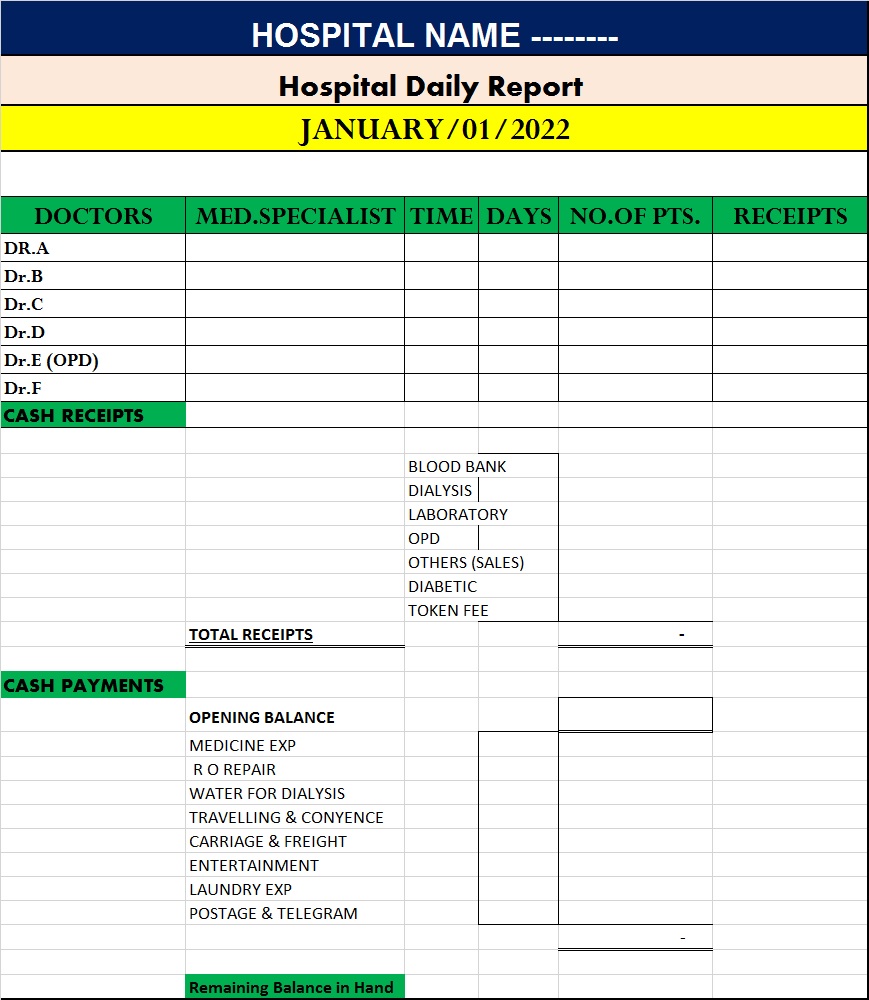 HOSPITAL NAME --------
Hospital Daily Report
JANUARY/01/2022
DOCTORS MED.SPECIALIST TIME DAYS NO.OF PTS. RECEIPTS
DR.A
Dr.B
Dr.C
Dr.D
Dr.E (OPD)
Dr.F
CASH RECEIPTS
BLOOD BANK
DIALYSIS
LABORATORY
OPD
OTHERS (SALES)
DIABETIC
TOKEN FEE
TOTAL RECEIPTS -
CASH PAYMENTS
OPENING BALANCE
MEDICINE EXP
R O REPAIR
WATER FOR DIALYSIS
TRAVELLING & CONYENCE
CARRIAGE & FREIGHT
ENTERTAINMENT
LAUNDRY EXP
POSTAGE & TELEGRAM
-
Remaining Balance in Hand